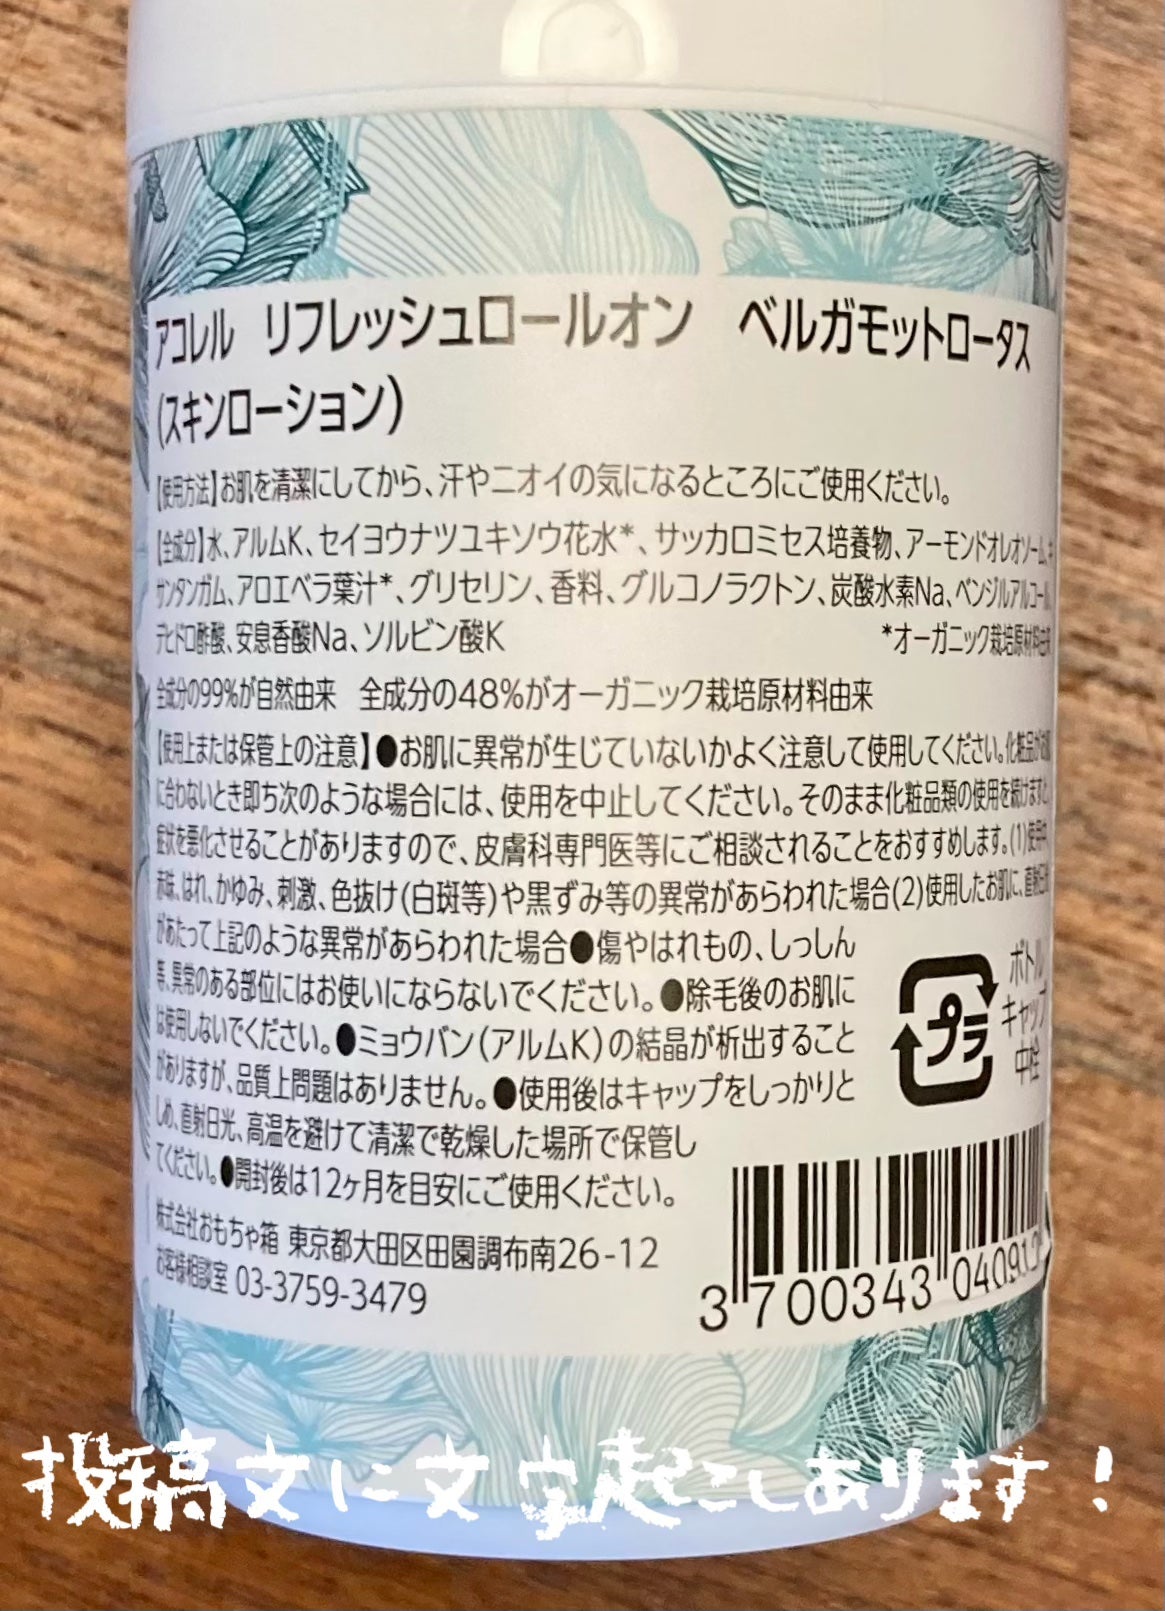 アコレル リフレッシュロールオン ベルガモットロータス
(スキンローション)
【使用方法】お肌を清潔にしてから、汗やニオイの気になるところにご使用ください。
【全成分】水、アルムK、セイヨウナツユキソウ花水*、サッカロミセス培養物、アーモンドオレオソーム、キ
サンタンガム、アロエベラ葉汁*、グリセリン、香料、グルコノラクトン、炭酸水素Na、ベンジルアルコール、
デヒドロ酢酸、安息香酸Na、ソルビン酸K *オーガニック栽培原材料由来
全成分の99%が自然由来 全成分の48%がオーガニック栽培原材料由来
【使用上または保管上の注意】●お肌に異常が生じていないかよく注意して使用してください。化粧品がお肌
に合わないとき即ち次のような場合には、使用を中止してください。そのまま化粧品類の使用を続けますと、
症状を悪化させることがありますので、皮膚科専門医等にご相談されることをおすすめします。(1)使用中、
赤味、はれ、かゆみ、刺激、色抜け(白斑等)や黒ずみ等の異常があらわれた場合(2)使用したお肌に、直射日光
があたって上記のような異常があらわれた場合●傷やはれもの、しっしん
等、異常のある部位にはお使いにならないでください。●除毛後のお肌に
は使用しないでください。●ミョウバン(アルムK)の結晶が析出すること
がありますが、品質上問題はありません。●使用後はキャップをしっかりと
しめ、直射日光、高温を避けて清潔で乾燥した場所で保管し
てください。●開封後は12ヶ月を目安にご使用ください。
株式会社おもちゃ箱 東京都大田区田園調布南26-12
お客様相談室 03-3759-3479
プラ
ボトル
キャップ
中栓
3 700343 040912
投稿文に文字起こしあります！